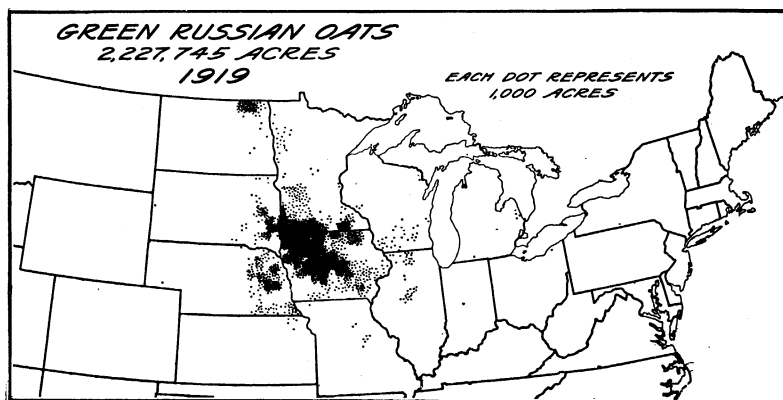 GREEN RUSSIAN OATS
2,227,745 ACRES
1919
EACH DOT REPRESENTS
1,000 ACRES